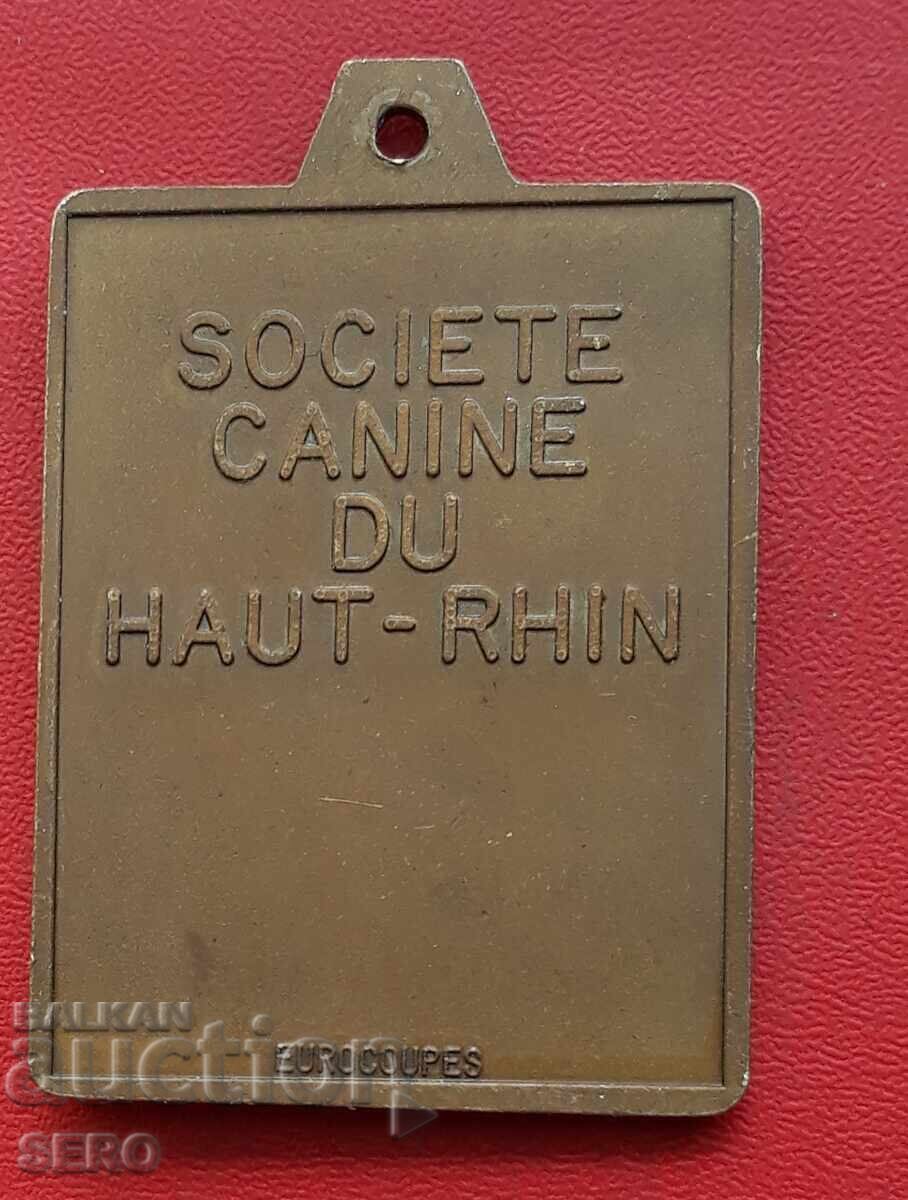 SOCIETE
CANINE
DU
HAUT-RHIN
EUROCOUPES
BALKAN
auction
SERO